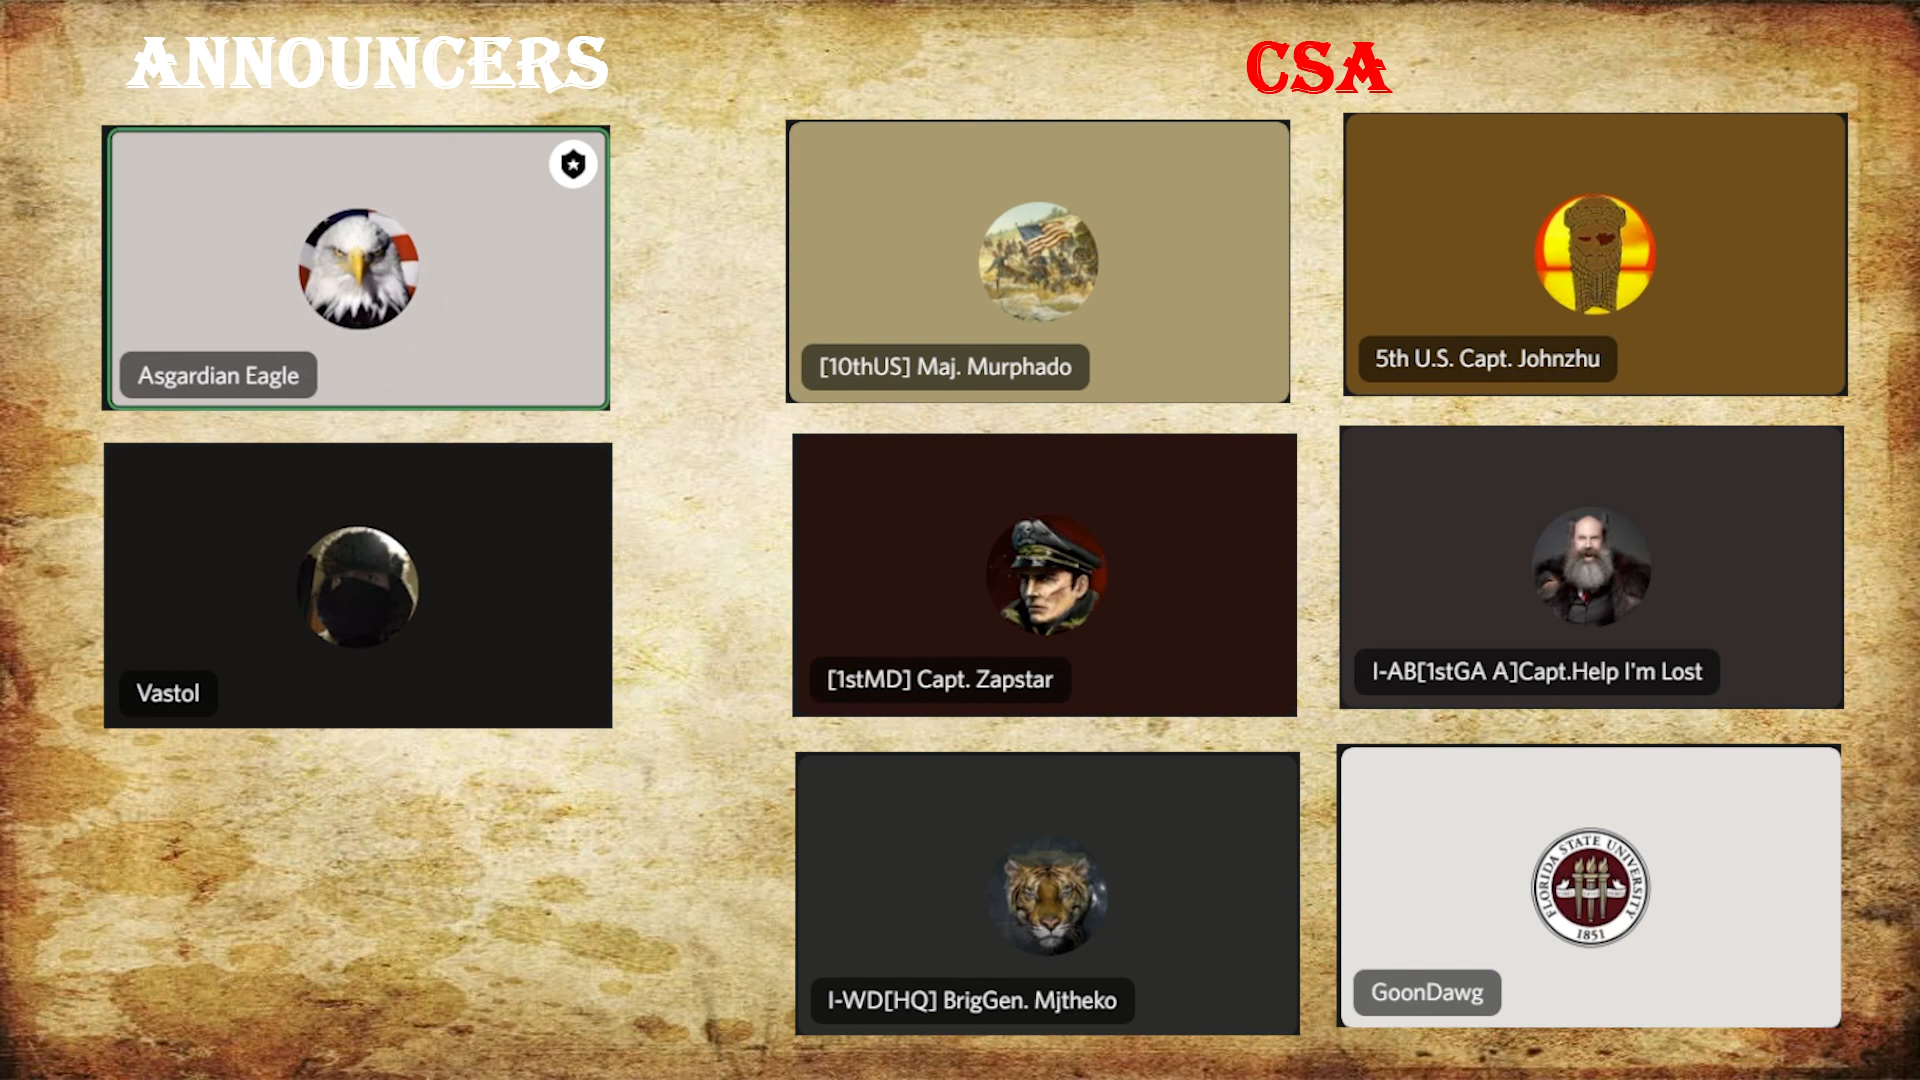 ANNOUNCERS
CSA
Asgardian Eagle
[10thUS] Maj. Murphado
5th U.S. Capt. Johnzhu
Vastol
[1stMD] Capt. Zapstar
I-AB[1stGA A]Capt.Help I'm Lost
I-WD[HQ] BrigGen. Mjtheko
FLORIDA STATE UNIVERSITY
1851
GoonDawg